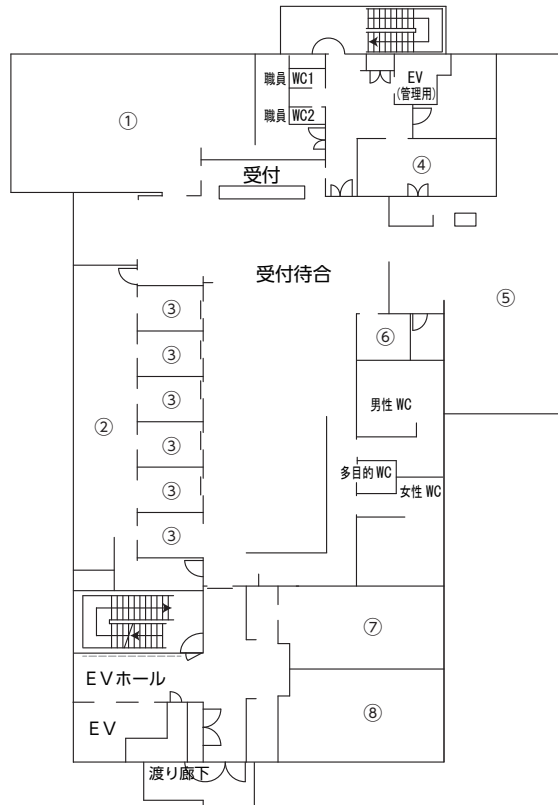 職員 WC1
EV
(管理用)
職員 WC2
①
④
受付
受付待合
⑤
③
⑥
③
③
男性 WC
②
③
多目的 WC
③
女性 WC
③
⑦
EVホール
⑧
EV
渡り廊下